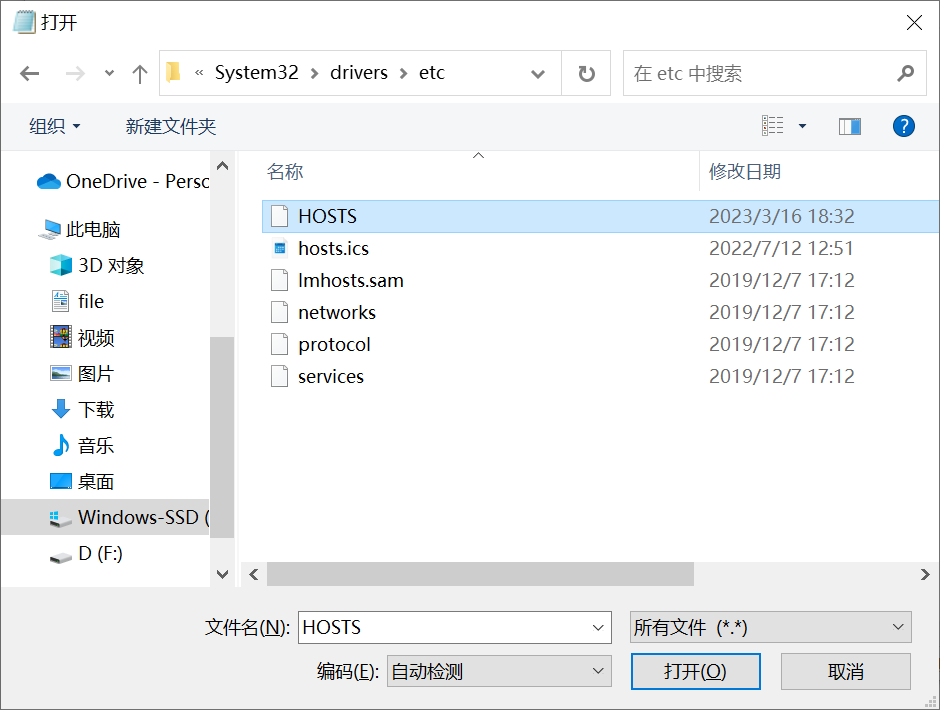 打开
« System32 › drivers › etc
在 etc 中搜索
组织
新建文件夹
名称
修改日期
OneDrive - Perso
此电脑
3D 对象
file
视频
图片
下载
音乐
桌面
Windows-SSD (
D (F:)
HOSTS 2023/3/16 18:32
hosts.ics 2022/7/12 12:51
lmhosts.sam 2019/12/7 17:12
networks 2019/12/7 17:12
protocol 2019/12/7 17:12
services 2019/12/7 17:12
文件名(N): HOSTS
所有文件 (*.*)
编码(E): 自动检测
打开(O)
取消